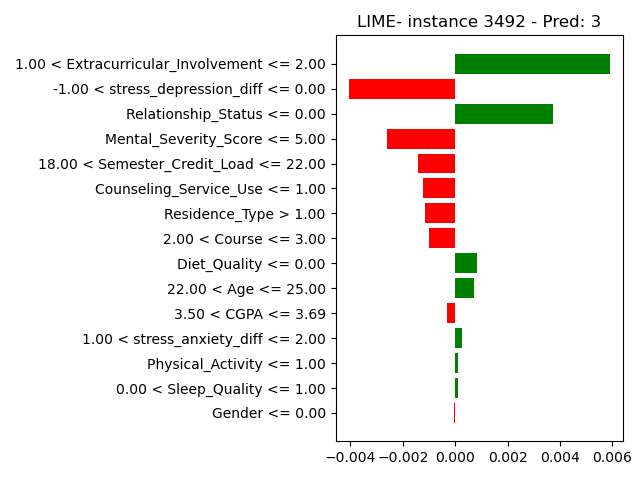 LIME- instance 3492 - Pred: 3
1.00 < Extracurricular_Involvement <= 2.00
-1.00 < stress_depression_diff <= 0.00
Relationship_Status <= 0.00
Mental_Severity_Score <= 5.00
18.00 < Semester_Credit_Load <= 22.00
Counseling_Service_Use <= 1.00
Residence_Type > 1.00
2.00 < Course <= 3.00
Diet_Quality <= 0.00
22.00 < Age <= 25.00
3.50 < CGPA <= 3.69
1.00 < stress_anxiety_diff <= 2.00
Physical_Activity <= 1.00
0.00 < Sleep_Quality <= 1.00
Gender <= 0.00
−0.004 −0.002 0.000 0.002 0.004 0.006